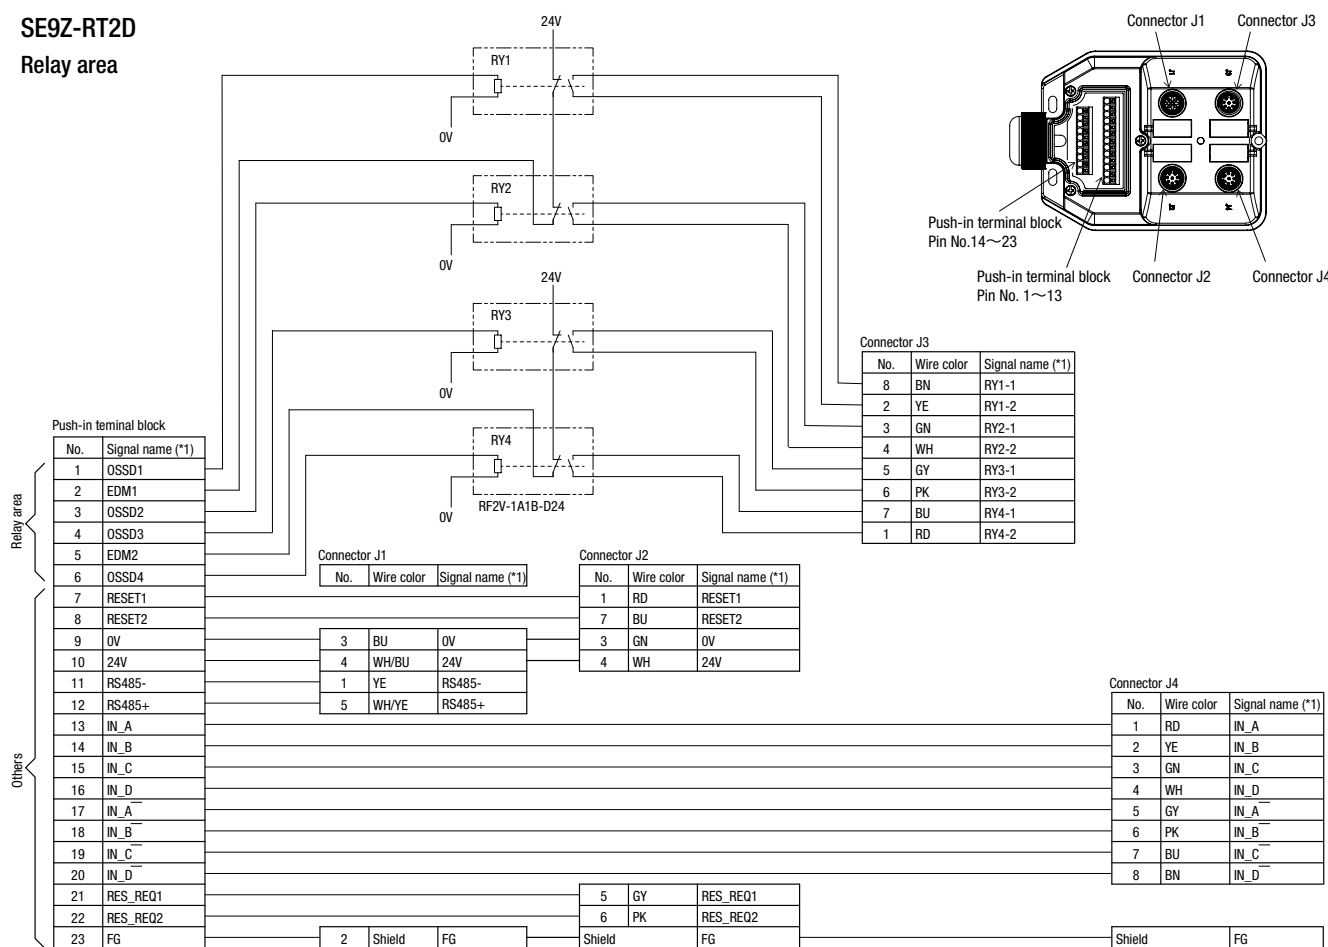 SE9Z-RT2D
Relay area
24V
RY1
0V
RY2
0V
24V
RY3
0V
RY4
0V
RF2V-1A1B-D24
Connector J1 Connector J3
J1 J3
J2 J4
Push-in terminal block
Pin No.14～23
Push-in terminal block
Pin No. 1～13
Connector J2 Connector J4
Connector J3
No. Wire color Signal name (*1)
8 BN RY1-1
2 YE RY1-2
3 GN RY2-1
4 WH RY2-2
5 GY RY3-1
6 PK RY3-2
7 BU RY4-1
1 RD RY4-2
Push-in teminal block
No. Signal name (*1)
Relay area
1 OSSD1
2 EDM1
3 OSSD2
4 OSSD3
5 EDM2
6 OSSD4
Others
7 RESET1
8 RESET2
9 0V
10 24V
11 RS485-
12 RS485+
13 IN_A
14 IN_B
15 IN_C
16 IN_D
17 IN_A̅
18 IN_B̅
19 IN_C̅
20 IN_D̅
21 RES_REQ1
22 RES_REQ2
23 FG
Connector J1
No. Wire color Signal name (*1)
3 BU 0V
4 WH/BU 24V
1 YE RS485-
5 WH/YE RS485+
2 Shield FG
Connector J2
No. Wire color Signal name (*1)
1 RD RESET1
7 BU RESET2
3 GN 0V
4 WH 24V
5 GY RES_REQ1
6 PK RES_REQ2
Shield FG
Connector J4
No. Wire color Signal name (*1)
1 RD IN_A
2 YE IN_B
3 GN IN_C
4 WH IN_D
5 GY IN_A̅
6 PK IN_B̅
7 BU IN_C̅
8 BN IN_D̅
Shield FG